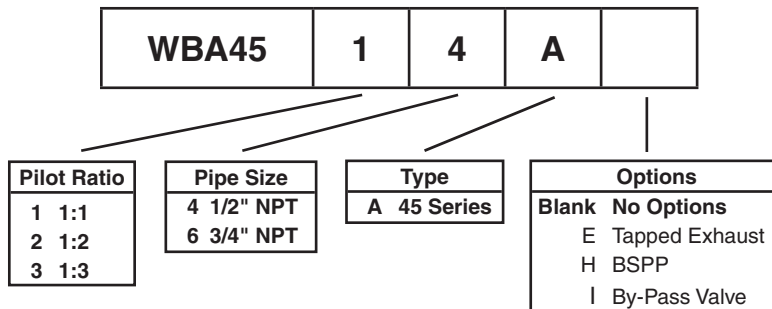 WBA45 1 4 A
Pilot Ratio
1 1:1
2 1:2
3 1:3
Pipe Size
4 1/2" NPT
6 3/4" NPT
Type
A 45 Series
Options
Blank No Options
E Tapped Exhaust
H BSPP
I By-Pass Valve